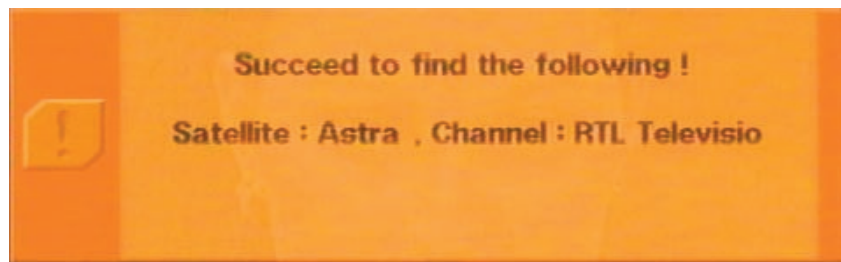 Succeed to find the following !
Satellite : Astra , Channel : RTL Televisio